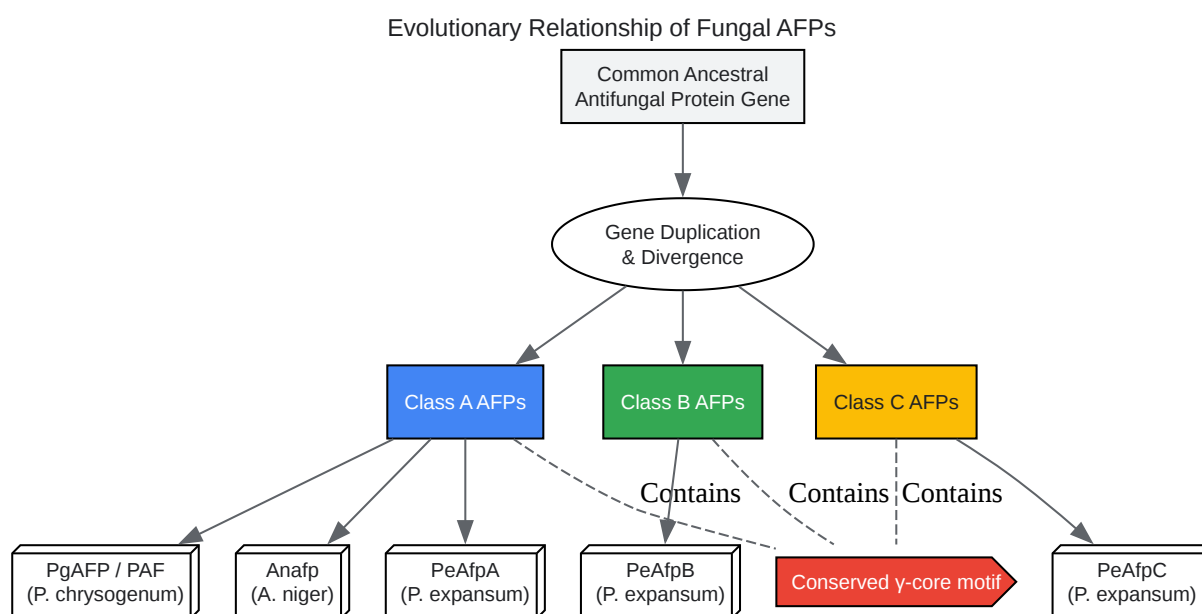 Evolutionary Relationship of Fungal AFPs
Common Ancestral
Antifungal Protein Gene
Gene Duplication
& Divergence
Class A AFPs
Class B AFPs
Class C AFPs
Contains
Contains
Contains
PgAFP / PAF
(P. chrysogenum)
Anafp
(A. niger)
PeAfpA
(P. expansum)
PeAfpB
(P. expansum)
Conserved γ-core motif
PeAfpC
(P. expansum)